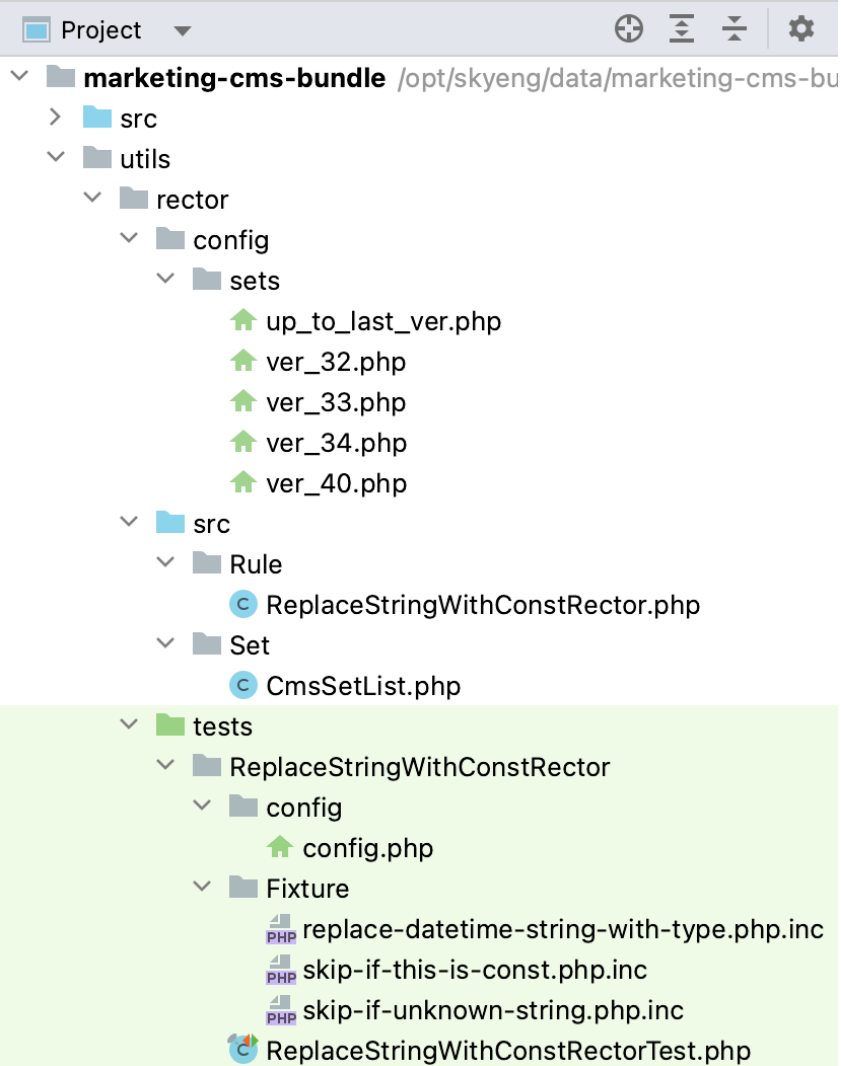 Project
marketing-cms-bundle /opt/skyeng/data/marketing-cms-bu
src
utils
rector
config
sets
up_to_last_ver.php
ver_32.php
ver_33.php
ver_34.php
ver_40.php
src
Rule
C ReplaceStringWithConstRector.php
Set
C CmsSetList.php
tests
ReplaceStringWithConstRector
config
config.php
Fixture
PHP replace-datetime-string-with-type.php.inc
PHP skip-if-this-is-const.php.inc
PHP skip-if-unknown-string.php.inc
C ReplaceStringWithConstRectorTest.php